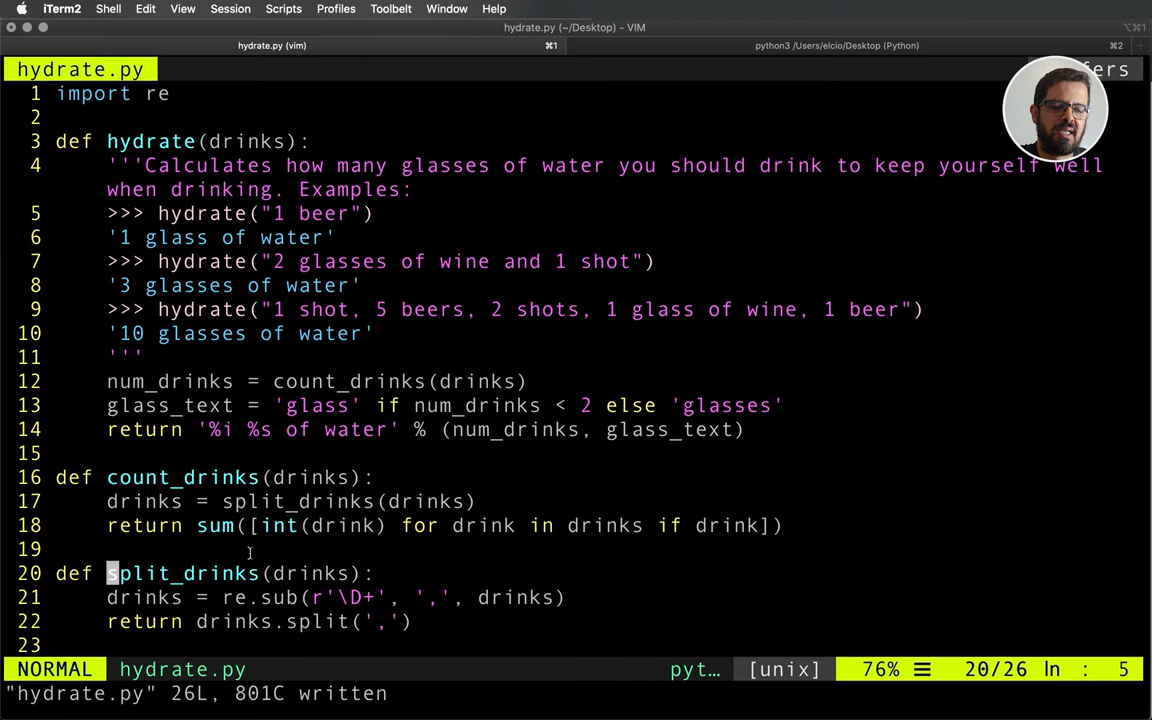 iTerm2 Shell Edit View Session Scripts Profiles Toolbelt Window Help
hydrate.py (~/Desktop) - VIM ⌥⌘1
hydrate.py (vim) ⌘1 python3 /Users/elcio/Desktop (Python) ⌘2 +
hydrate.py
1 import re
2
3 def hydrate(drinks):
4 '''Calculates how many glasses of water you should drink to keep yourself well
when drinking. Examples:
5 >>> hydrate("1 beer")
6 '1 glass of water'
7 >>> hydrate("2 glasses of wine and 1 shot")
8 '3 glasses of water'
9 >>> hydrate("1 shot, 5 beers, 2 shots, 1 glass of wine, 1 beer")
10 '10 glasses of water'
11 '''
12 num_drinks = count_drinks(drinks)
13 glass_text = 'glass' if num_drinks < 2 else 'glasses'
14 return '%i %s of water' % (num_drinks, glass_text)
15
16 def count_drinks(drinks):
17 drinks = split_drinks(drinks)
18 return sum([int(drink) for drink in drinks if drink])
19
20 def split_drinks(drinks):
21 drinks = re.sub(r'\D+', ',', drinks)
22 return drinks.split(',')
23
NORMAL hydrate.py pyt… [unix] 76% ☰ 20/26 ln : 5
"hydrate.py" 26L, 801C written